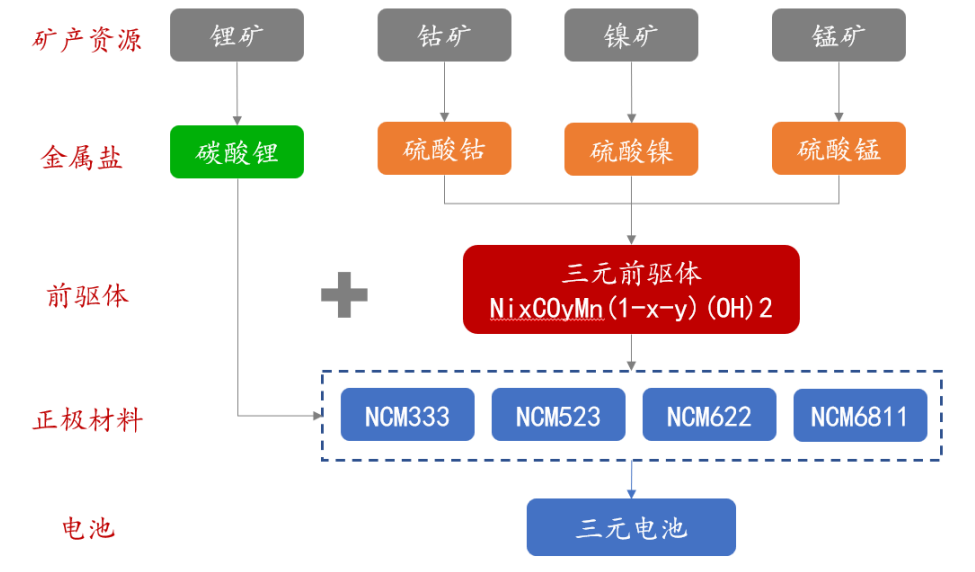 矿产资源
锂矿
钴矿
镍矿
锰矿
金属盐
碳酸锂
硫酸钴
硫酸镍
硫酸锰
前驱体
三元前驱体
NixCOyMn(1-x-y)(OH)2
正极材料
NCM333
NCM523
NCM622
NCM6811
电池
三元电池